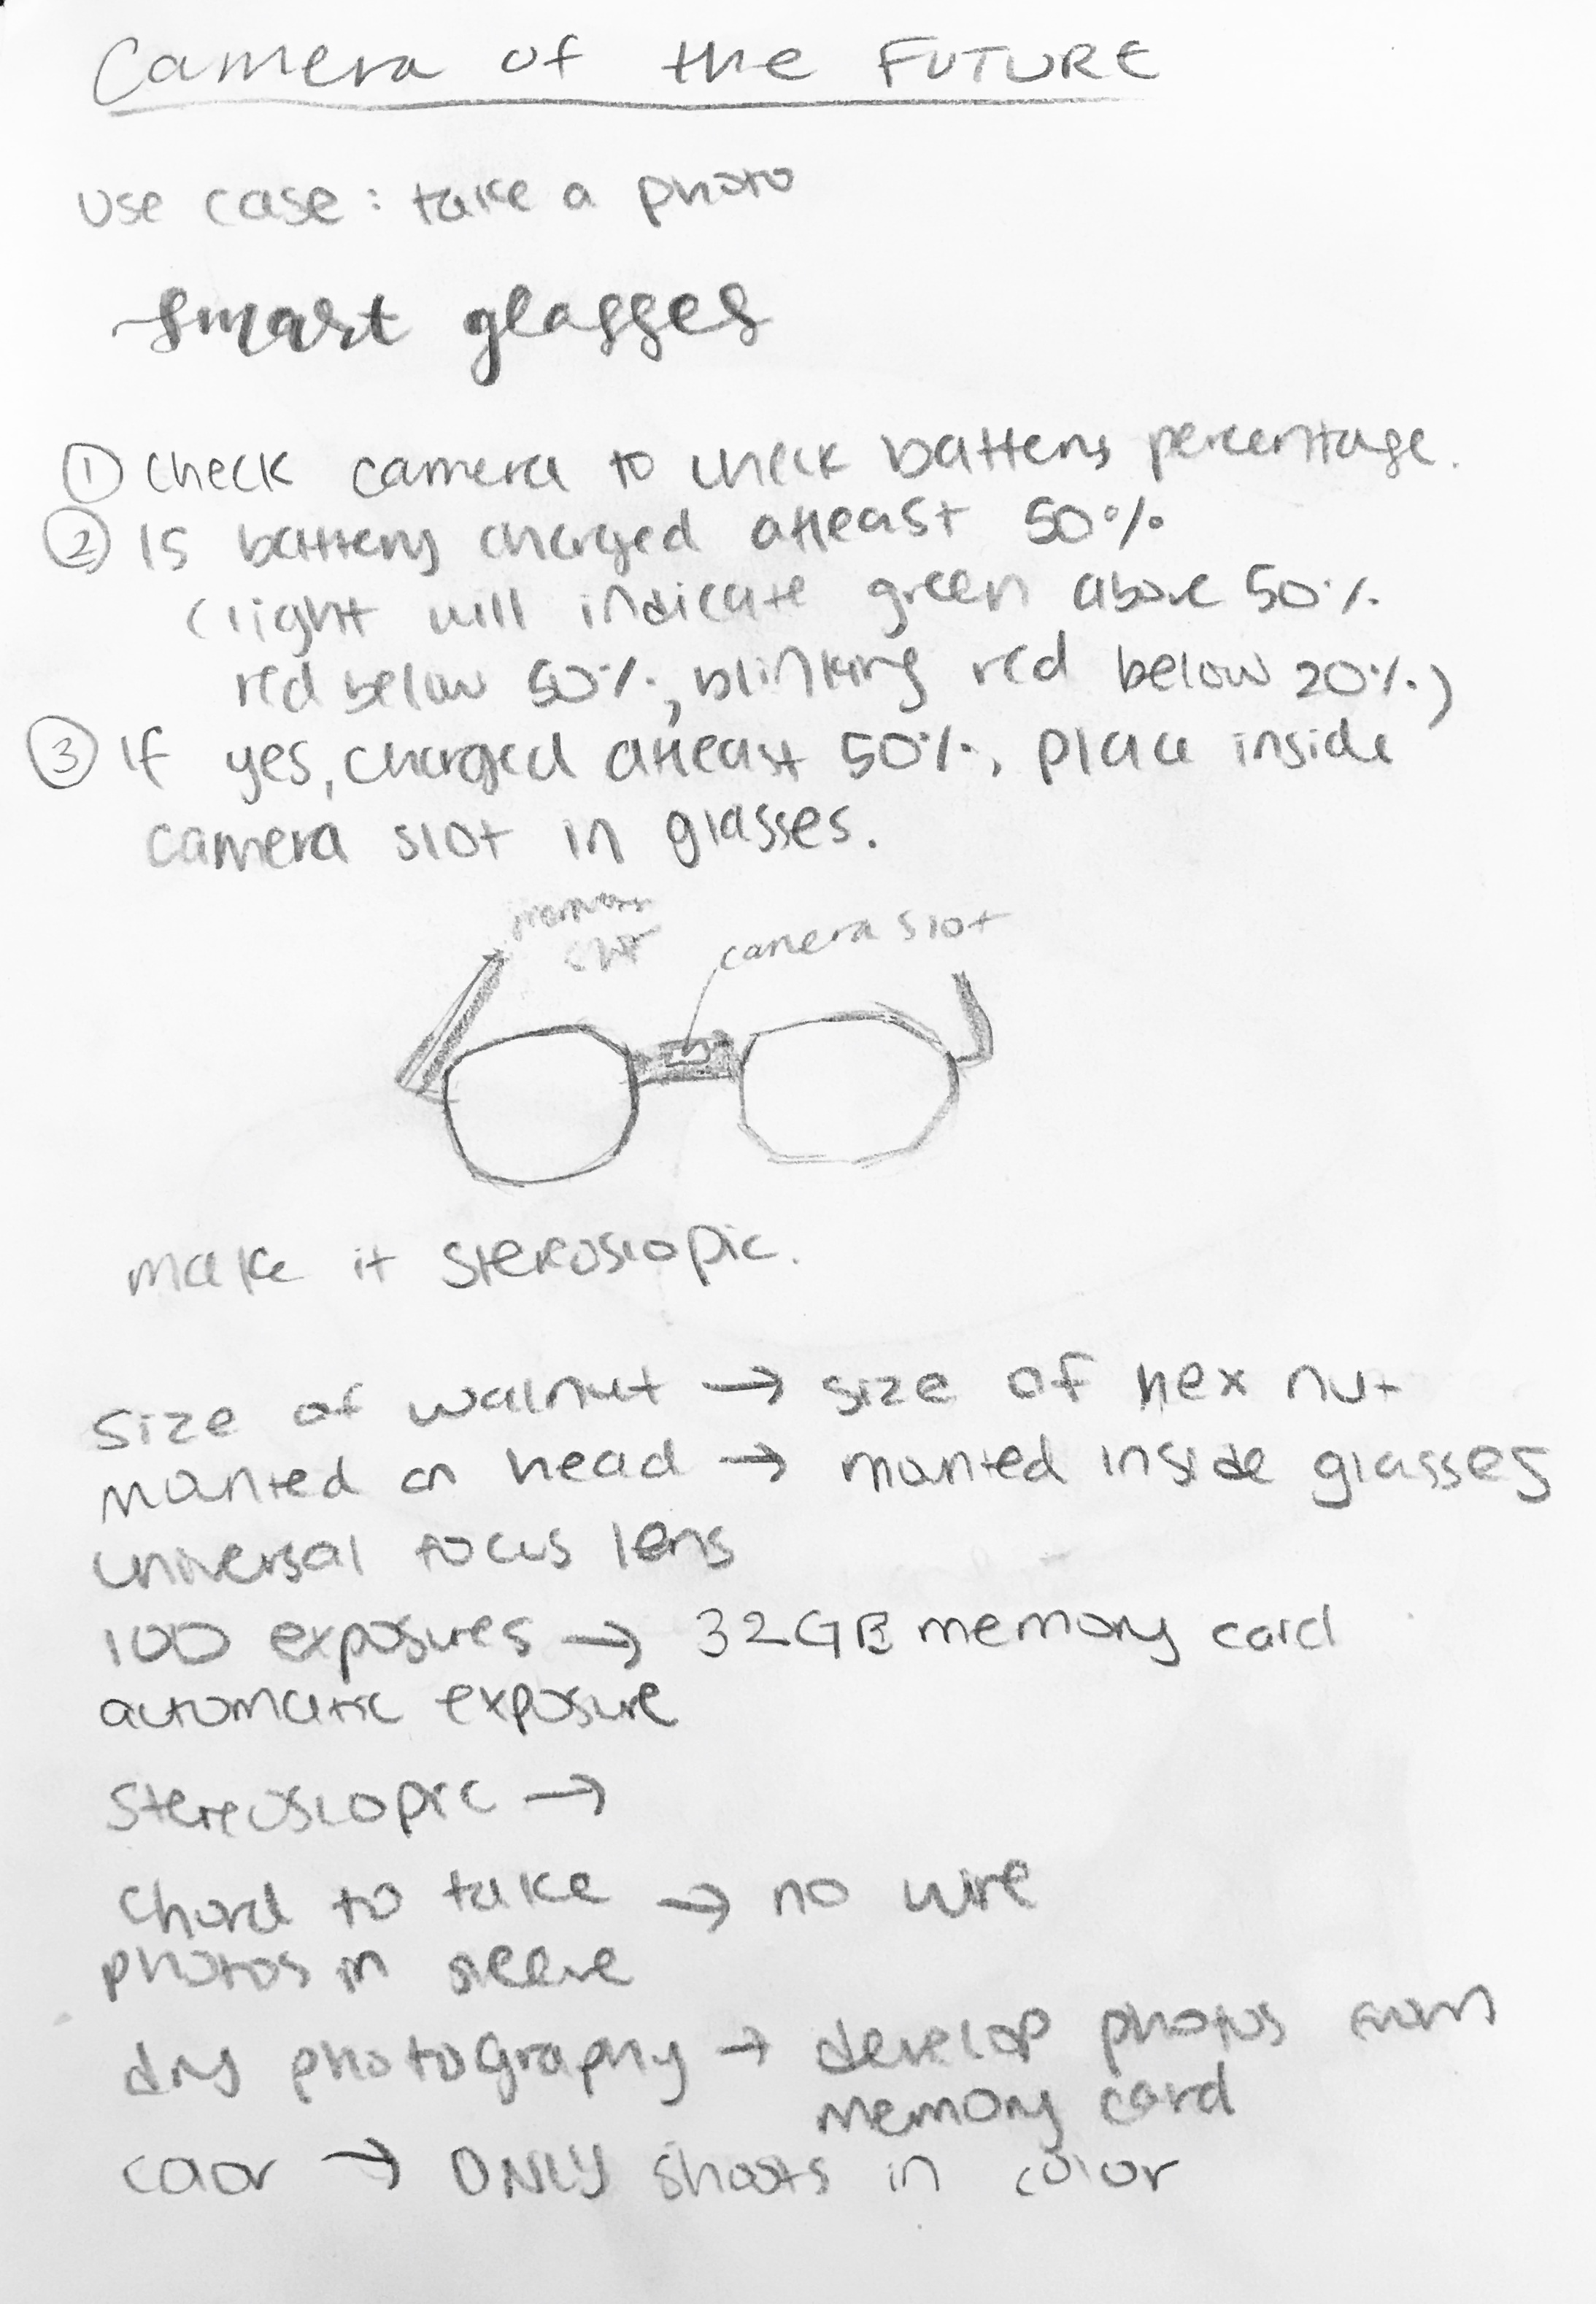 Camera of the FUTURE
use case: take a photo
smart glasses
① Check camera to check battery percentage.
② Is battery charged atleast 50%
(light will indicate green above 50%
red below 50%, blinking red below 20%)
③ If yes, charged atleast 50%, place inside
camera slot in glasses.
memory
camera slot
make it stereoscopic.
size of walnut → size of hex nut
mounted on head → mounted inside glasses
universal focus lens
100 exposures → 32GB memory card
automatic exposure
stereoscopic →
Chord to take → no wire
photos in sleeve
dry photography → develop photos from
memory card
color → ONLY shoots in color